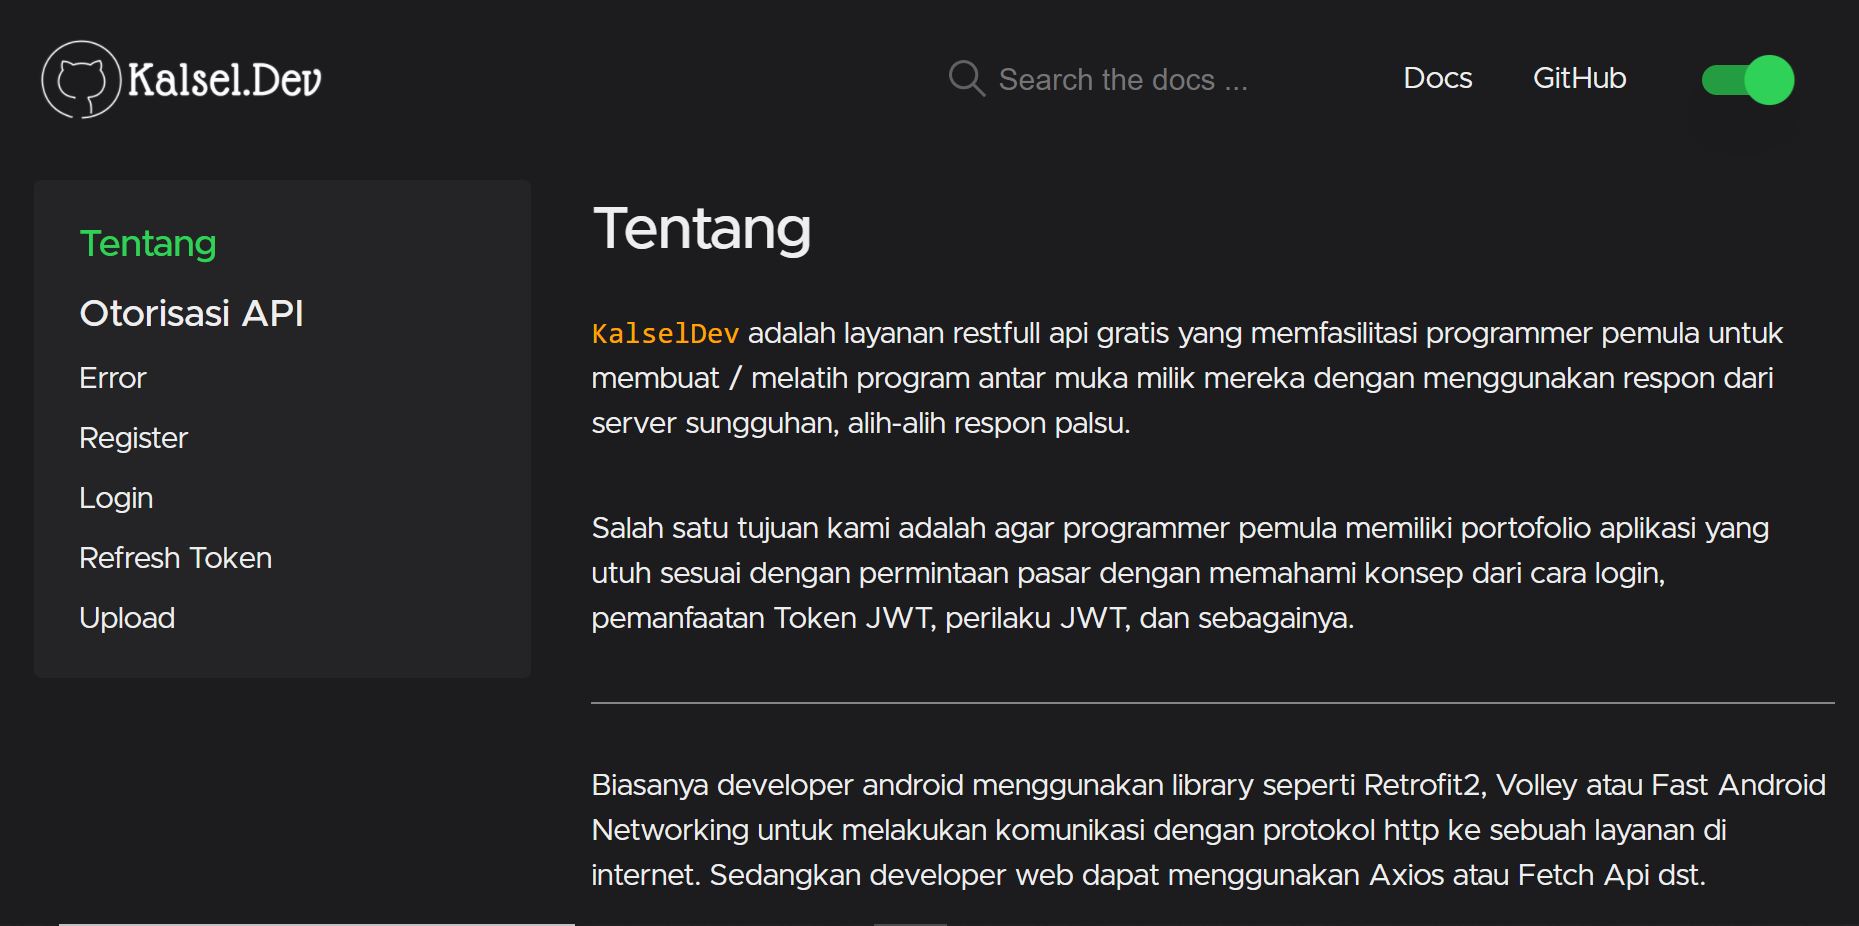 Kalsel.Dev
Search the docs ...
Docs
GitHub
Tentang
Otorisasi API
Error
Register
Login
Refresh Token
Upload
Tentang
KalselDev adalah layanan restfull api gratis yang memfasilitasi programmer pemula untuk
membuat / melatih program antar muka milik mereka dengan menggunakan respon dari
server sungguhan, alih-alih respon palsu.
Salah satu tujuan kami adalah agar programmer pemula memiliki portofolio aplikasi yang
utuh sesuai dengan permintaan pasar dengan memahami konsep dari cara login,
pemanfaatan Token JWT, perilaku JWT, dan sebagainya.
Biasanya developer android menggunakan library seperti Retrofit2, Volley atau Fast Android
Networking untuk melakukan komunikasi dengan protokol http ke sebuah layanan di
internet. Sedangkan developer web dapat menggunakan Axios atau Fetch Api dst.